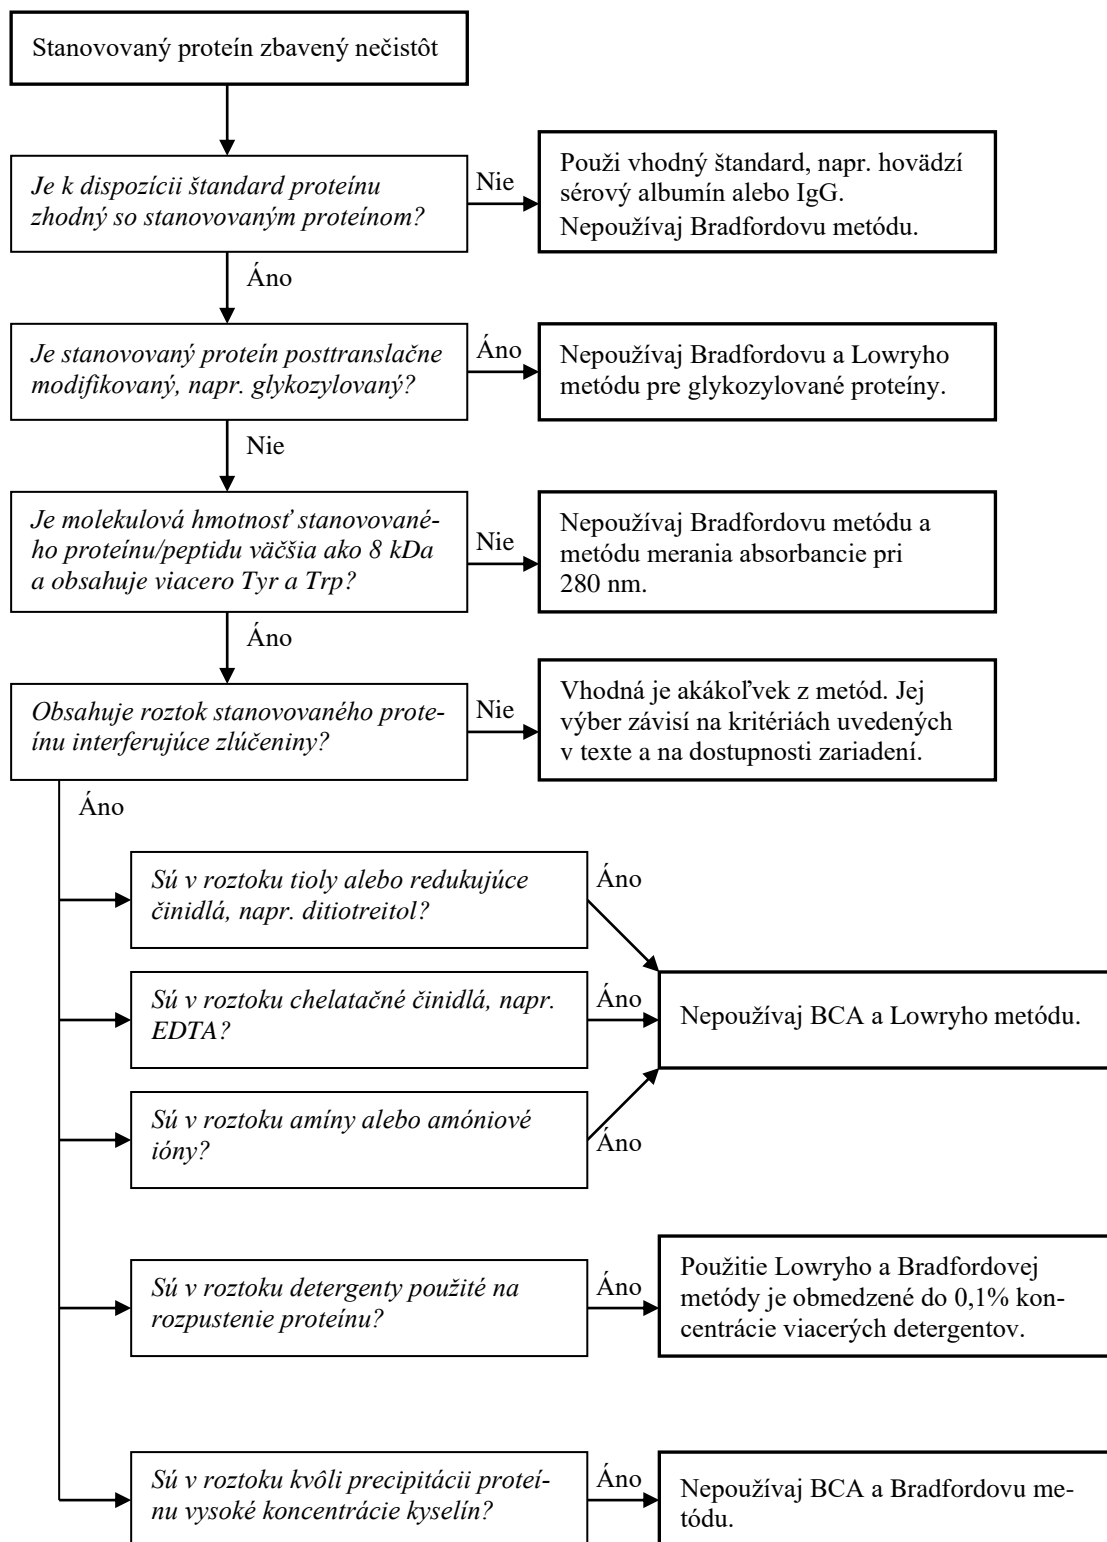 Stanovovaný proteín zbavený nečistôt
Je k dispozícii štandard proteínu
zhodný so stanovovaným proteínom?
Nie
Použi vhodný štandard, napr. hovädzí
sérový albumín alebo IgG.
Nepoužívaj Bradfordovu metódu.
Áno
Je stanovovaný proteín posttranslačne
modifikovaný, napr. glykozylovaný?
Áno
Nepoužívaj Bradfordovu a Lowryho
metódu pre glykozylované proteíny.
Nie
Je molekulová hmotnosť stanovované-
ho proteínu/peptidu väčšia ako 8 kDa
a obsahuje viacero Tyr a Trp?
Nie
Nepoužívaj Bradfordovu metódu a
metódu merania absorbancie pri
280 nm.
Áno
Obsahuje roztok stanovovaného prote-
ínu interferujúce zlúčeniny?
Nie
Vhodná je akákoľvek z metód. Jej
výber závisí na kritériách uvedených
v texte a na dostupnosti zariadení.
Áno
Sú v roztoku tioly alebo redukujúce
činidlá, napr. ditiotreitol?
Áno
Sú v roztoku chelatačné činidlá, napr.
EDTA?
Áno
Nepoužívaj BCA a Lowryho metódu.
Sú v roztoku amíny alebo amóniové
ióny?
Áno
Sú v roztoku detergenty použité na
rozpustenie proteínu?
Áno
Použitie Lowryho a Bradfordovej
metódy je obmedzené do 0,1% kon-
centrácie viacerých detergentov.
Sú v roztoku kvôli precipitácii proteí-
nu vysoké koncentrácie kyselín?
Áno
Nepoužívaj BCA a Bradfordovu me-
tódu.